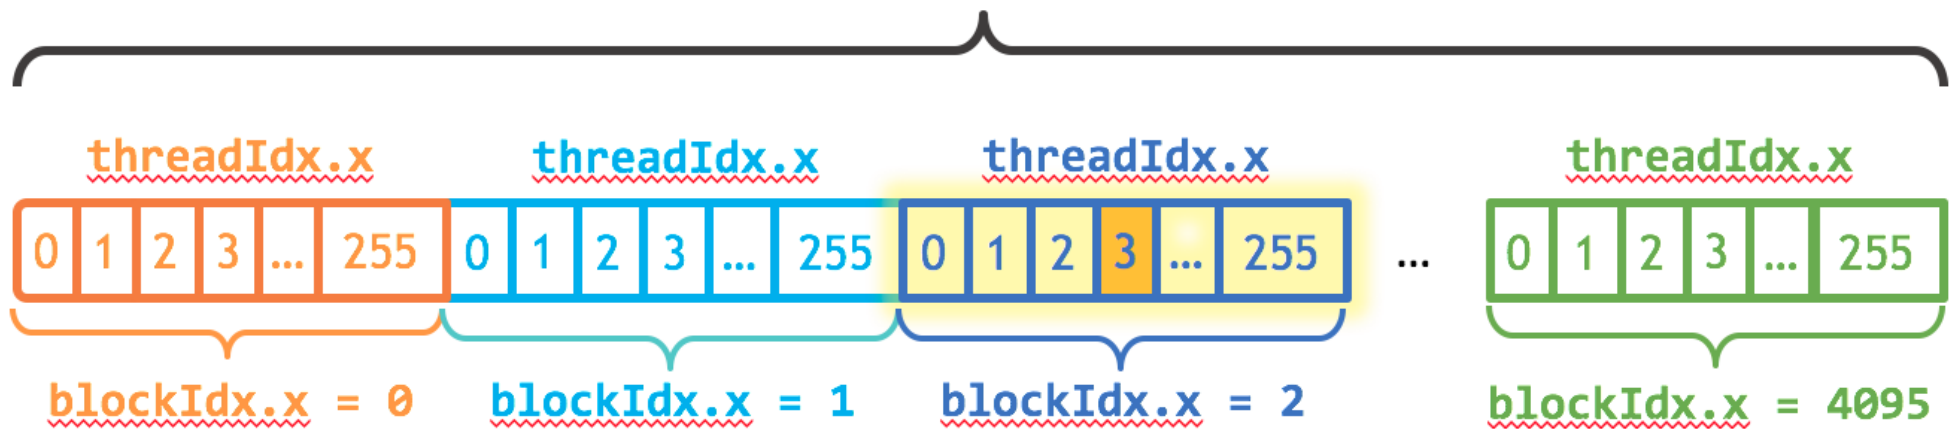 threadIdx.x threadIdx.x threadIdx.x threadIdx.x
0 1 2 3 ... 255 0 1 2 3 ... 255 0 1 2 3 ... 255 ... 0 1 2 3 ... 255
blockIdx.x = 0 blockIdx.x = 1 blockIdx.x = 2 blockIdx.x = 4095